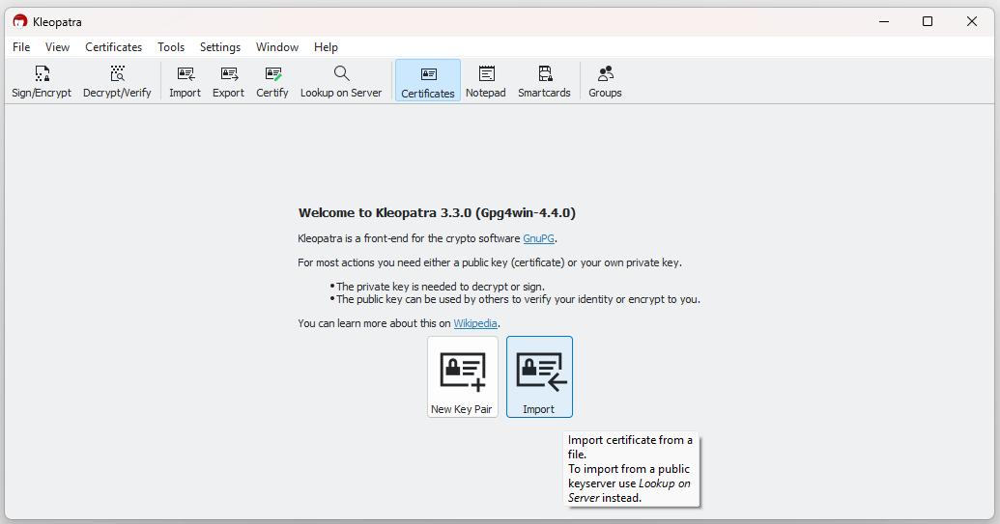 Kleopatra
File View Certificates Tools Settings Window Help
Sign/Encrypt Decrypt/Verify Import Export Certify Lookup on Server Certificates Notepad Smartcards Groups
Welcome to Kleopatra 3.3.0 (Gpg4win-4.4.0)
Kleopatra is a front-end for the crypto software GnuPG.
For most actions you need either a public key (certificate) or your own private key.
•The private key is needed to decrypt or sign.
•The public key can be used by others to verify your identity or encrypt to you.
You can learn more about this on Wikipedia.
New Key Pair Import
Import certificate from a
file.
To import from a public
keyserver use Lookup on
Server instead.